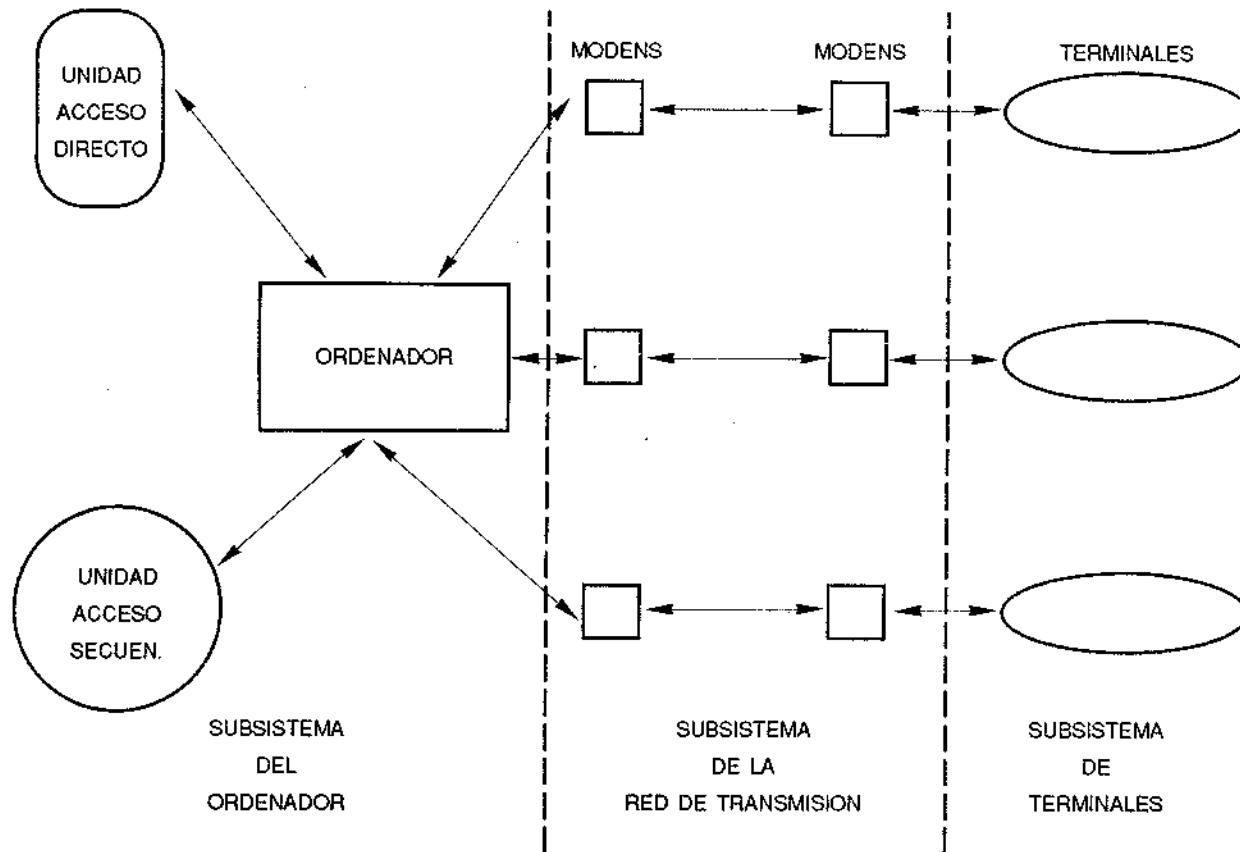 UNIDAD
ACCESO
DIRECTO
MODENS
MODENS
TERMINALES
ORDENADOR
UNIDAD
ACCESO
SECUEN.
SUBSISTEMA
DEL
ORDENADOR
SUBSISTEMA
DE LA
RED DE TRANSMISION
SUBSISTEMA
DE
TERMINALES